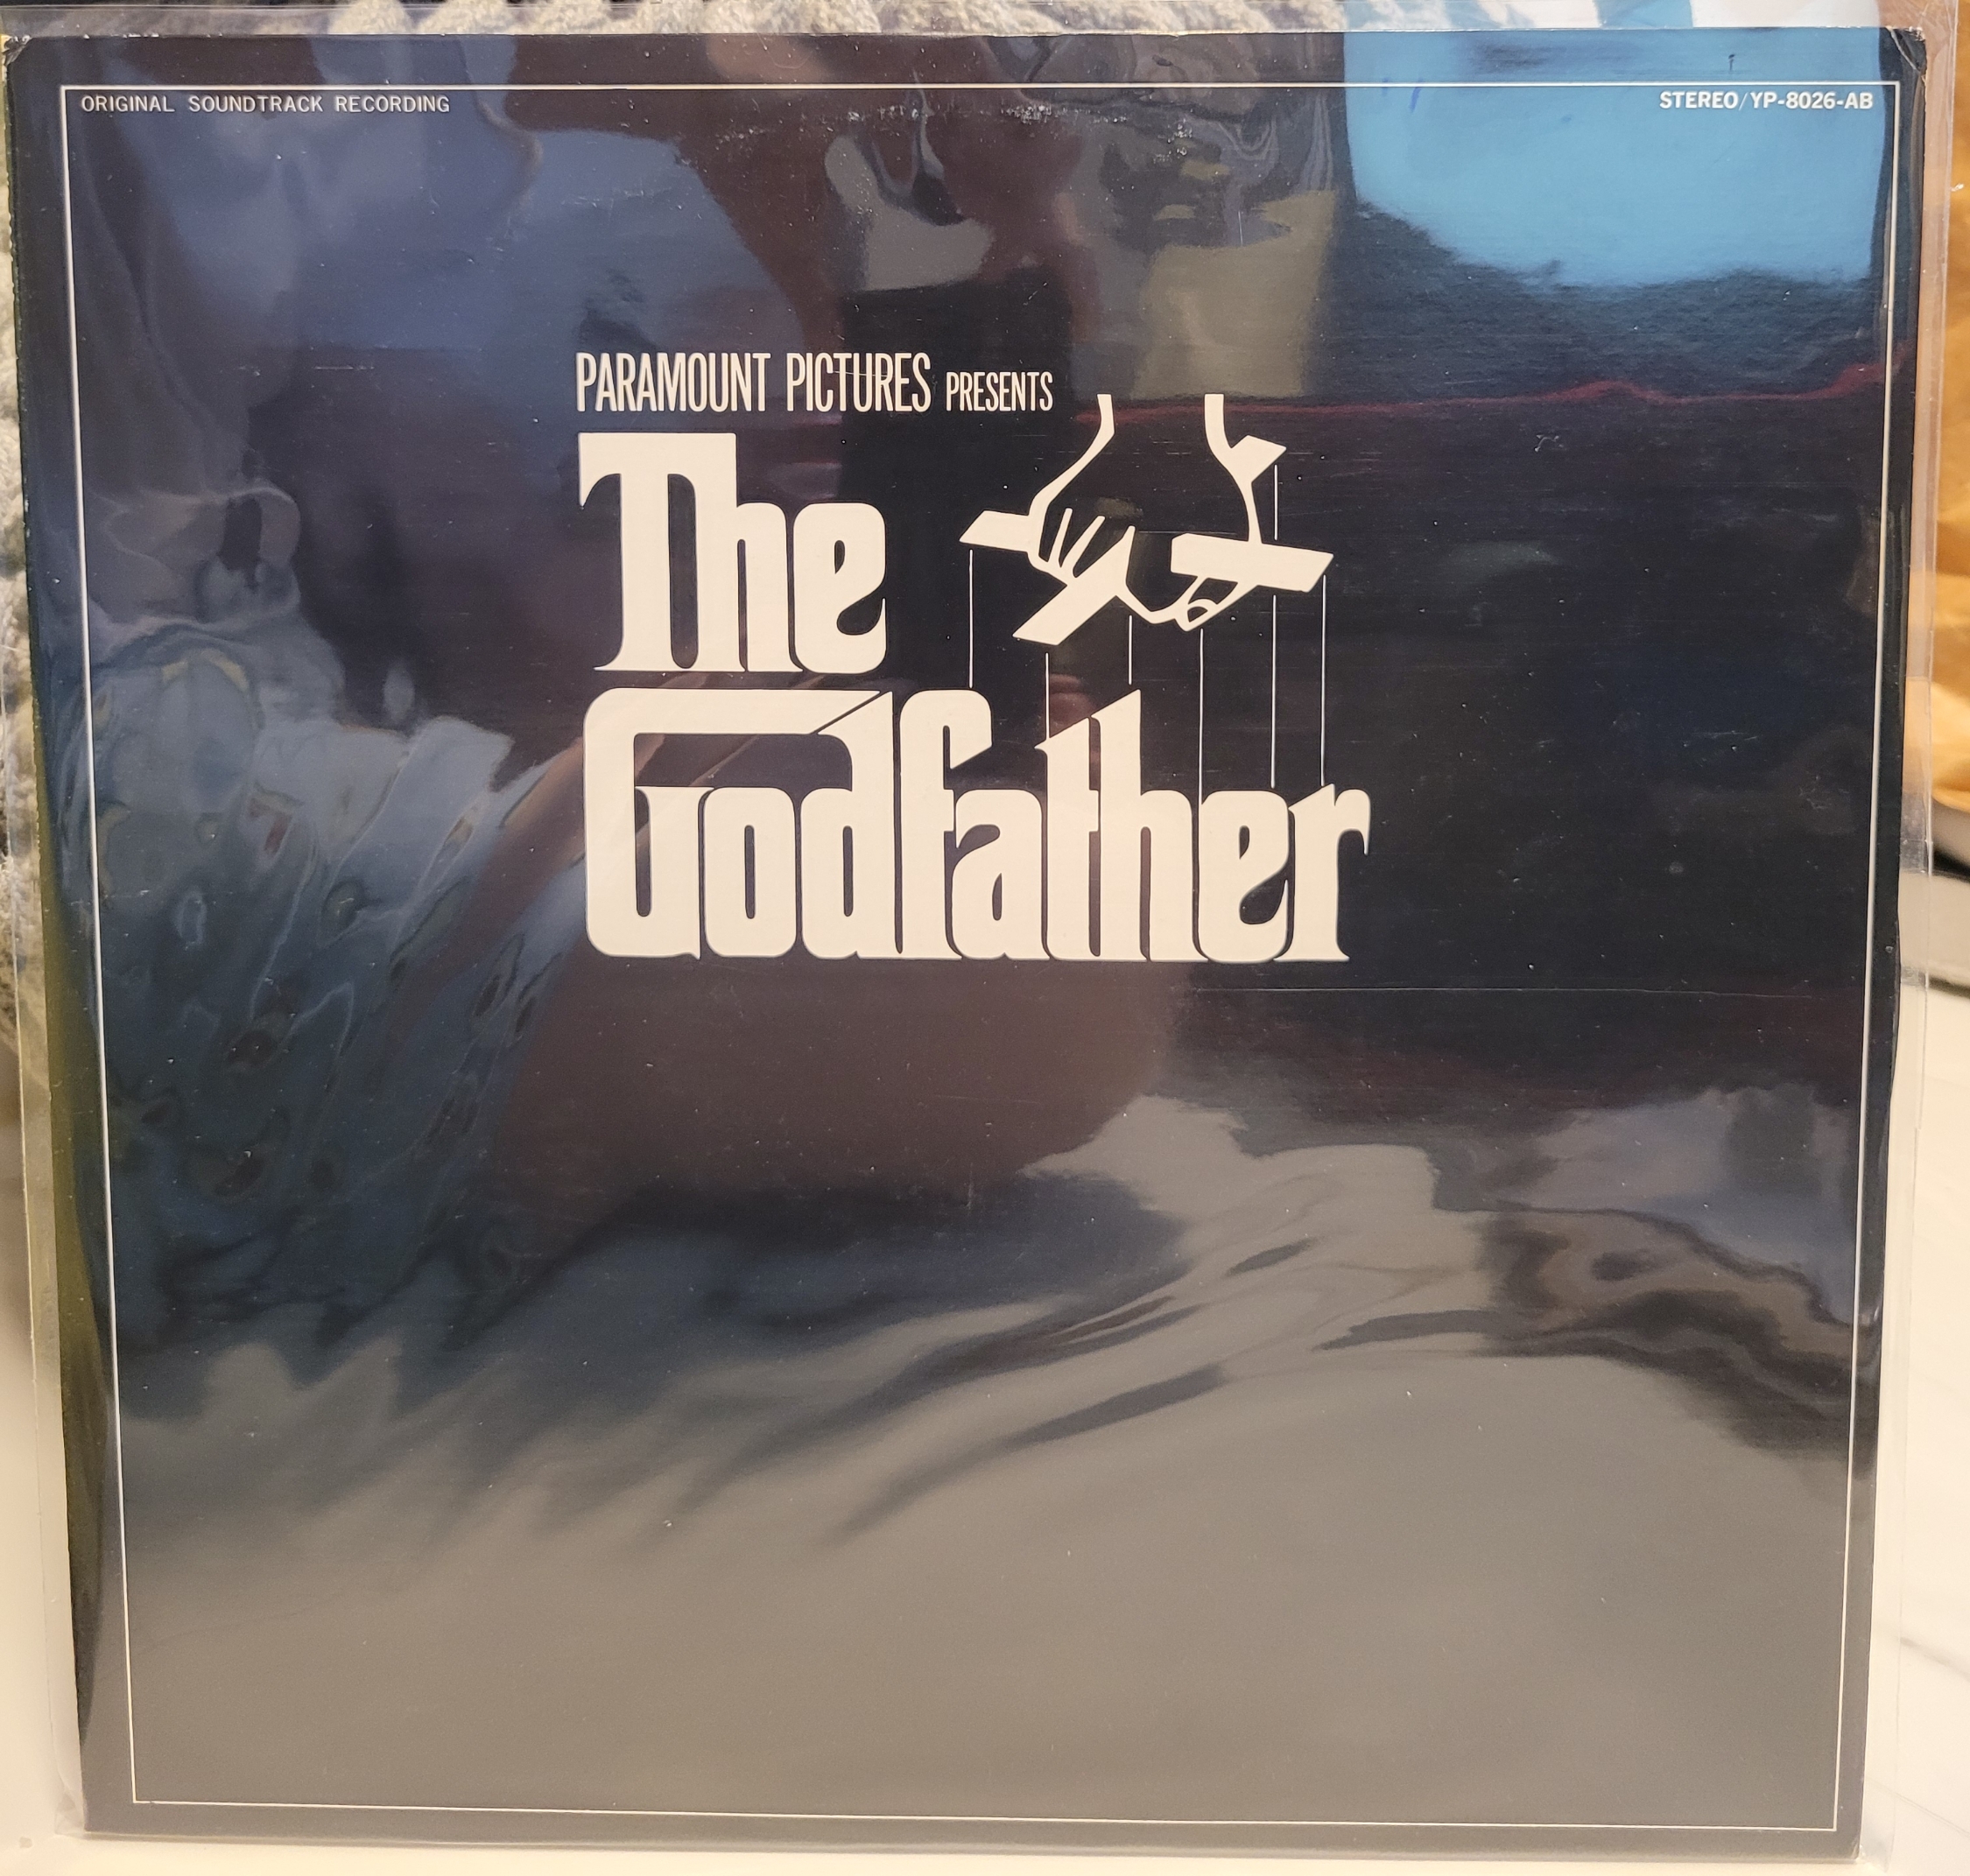 ORIGINAL SOUNDTRACK RECORDING
STEREO/YP-8026-AB
PARAMOUNT PICTURES PRESENTS
The
Godfather